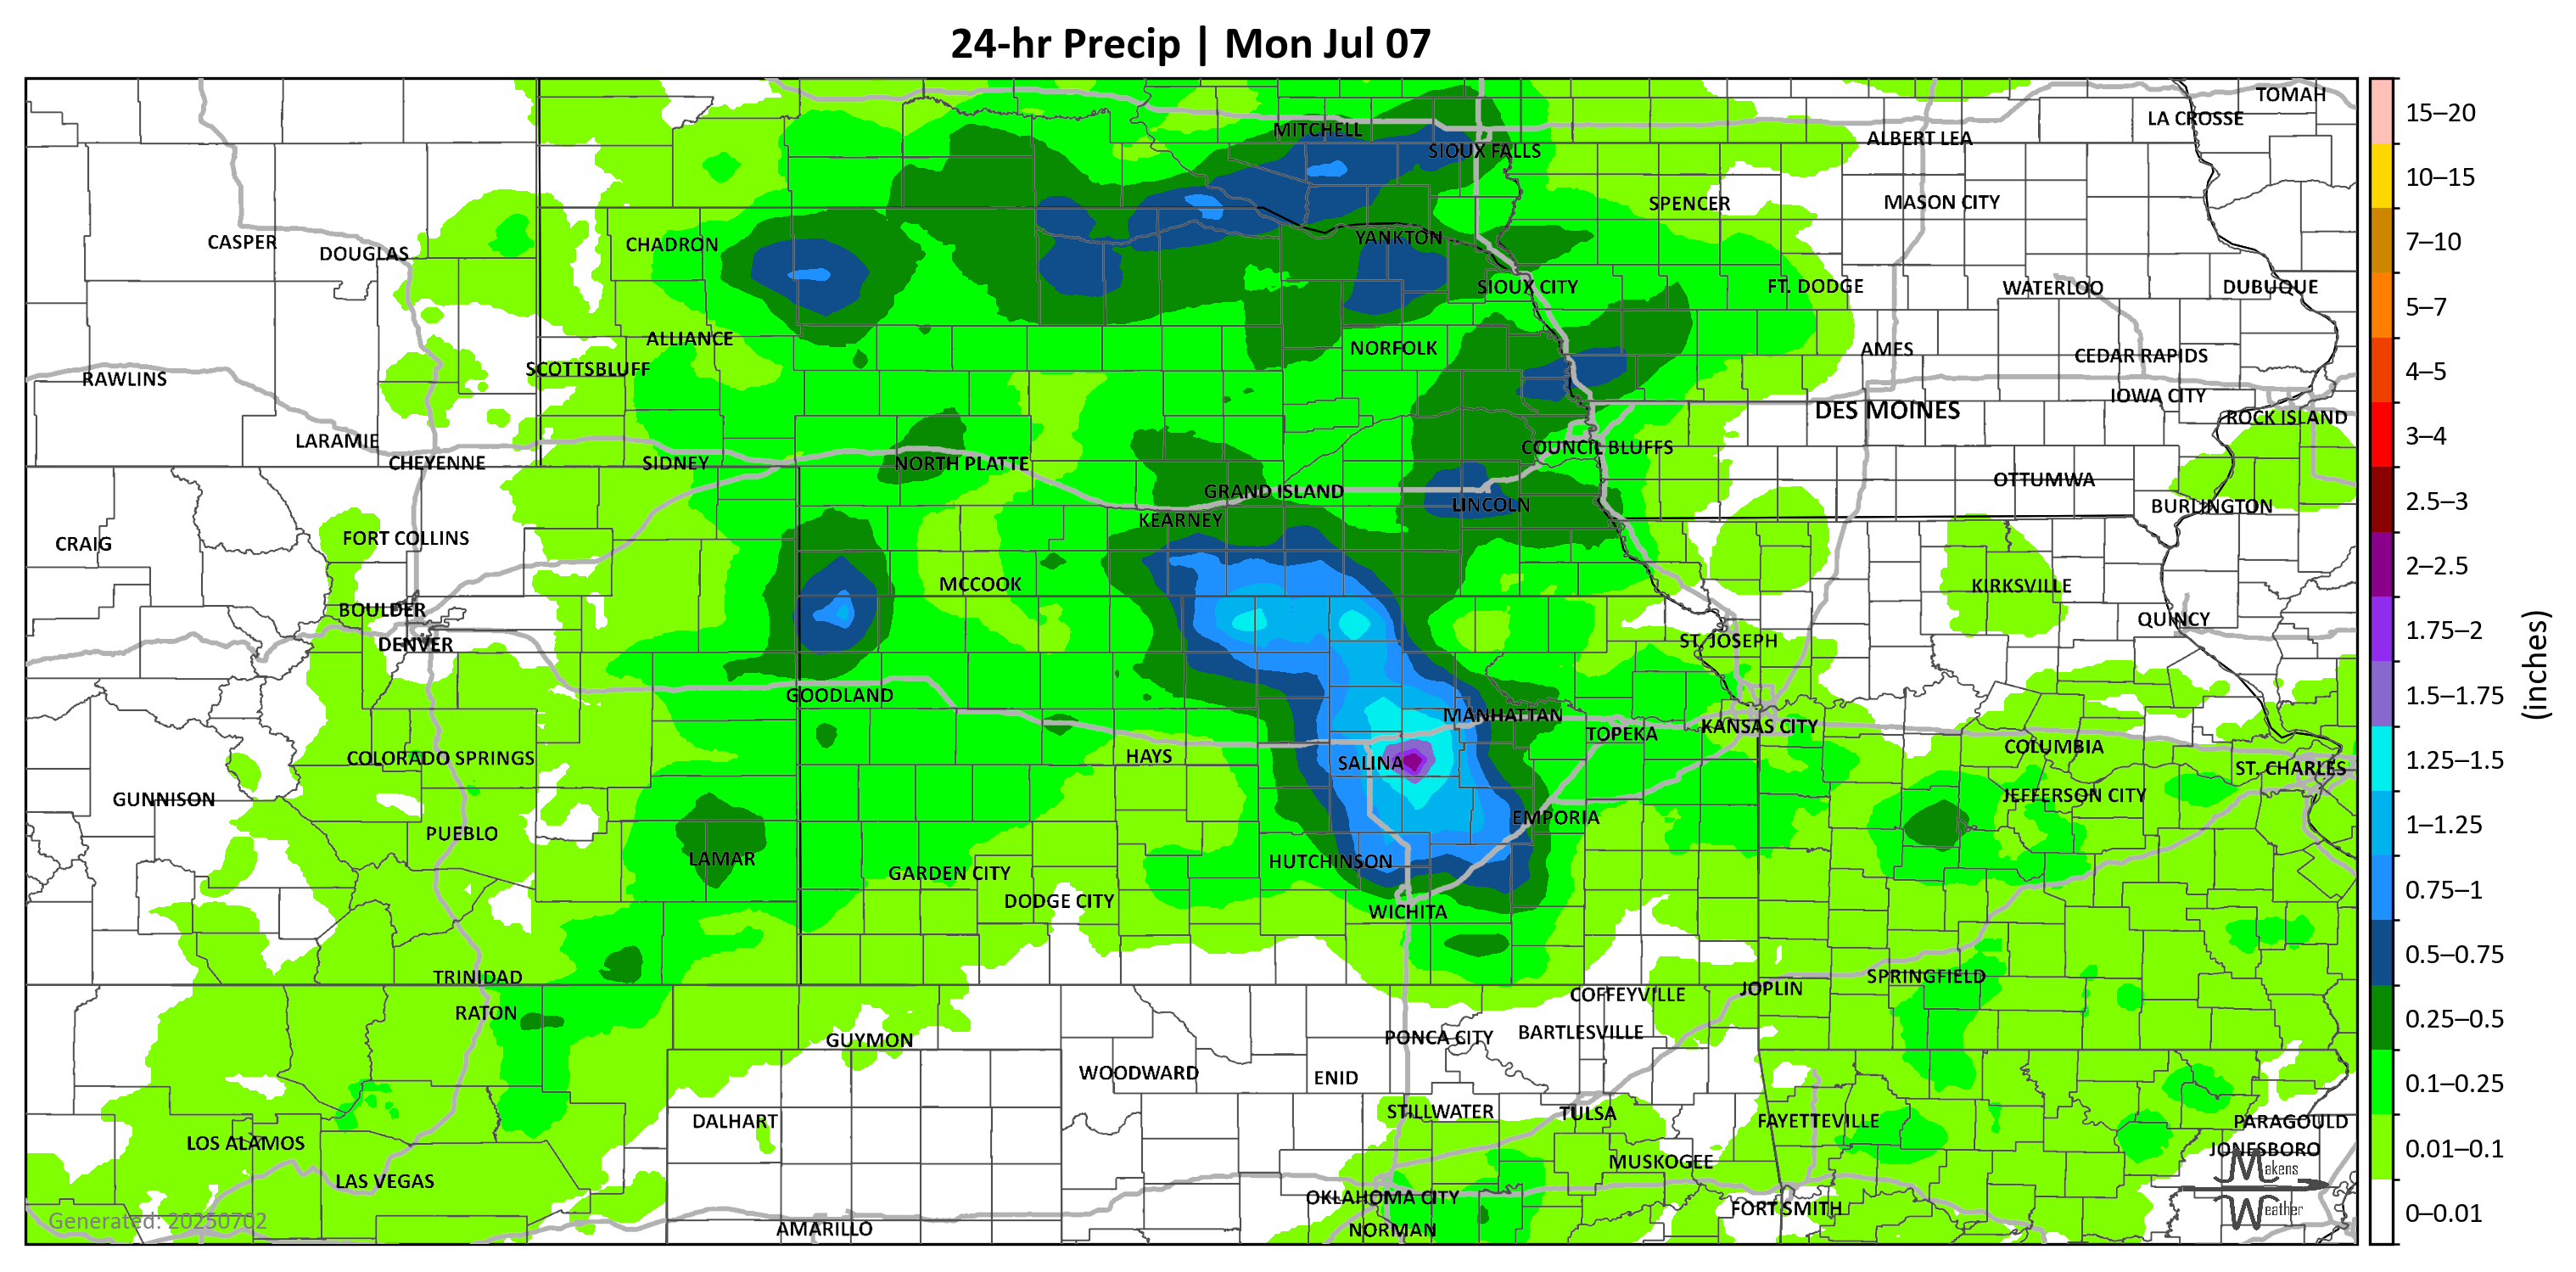 24-hr Precip | Mon Jul 07
TOMAH
15–20
LA CROSSE
MITCHELL
ALBERT LEA
SIOUX FALLS
10–15
SPENCER
MASON CITY
CASPER
DOUGLAS
CHADRON
YANKTON
7–10
SIOUX CITY
FT. DODGE
WATERLOO
DUBUQUE
5–7
ALLIANCE
NORFOLK
AMES
CEDAR RAPIDS
SCOTTSBLUFF
RAWLINS
4–5
IOWA CITY
DES MOINES
ROCK ISLAND
LARAMIE
COUNCIL BLUFFS
3–4
CHEYENNE
SIDNEY
NORTH PLATTE
OTTUMWA
GRAND ISLAND
LINCOLN
BURLINGTON
2.5–3
KEARNEY
CRAIG
FORT COLLINS
2–2.5
MCCOOK
KIRKSVILLE
BOULDER
QUINCY
1.75–2
DENVER
ST. JOSEPH
(inches)
GOODLAND
1.5–1.75
MANHATTAN
KANSAS CITY
TOPEKA
COLUMBIA
COLORADO SPRINGS
HAYS
SALINA
ST. CHARLES
1.25–1.5
GUNNISON
JEFFERSON CITY
EMPORIA
1–1.25
PUEBLO
LAMAR
HUTCHINSON
GARDEN CITY
0.75–1
DODGE CITY
WICHITA
0.5–0.75
TRINIDAD
SPRINGFIELD
JOPLIN
COFFEYVILLE
RATON
0.25–0.5
GUYMON
PONCA CITY
BARTLESVILLE
WOODWARD
ENID
0.1–0.25
STILLWATER
TULSA
DALHART
FAYETTEVILLE
PARAGOULD
LOS ALAMOS
JONESBORO
0.01–0.1
MUSKOGEE
Makens
LAS VEGAS
OKLAHOMA CITY
FORT SMITH
Weather
0–0.01
Generated: 20250702
AMARILLO
NORMAN